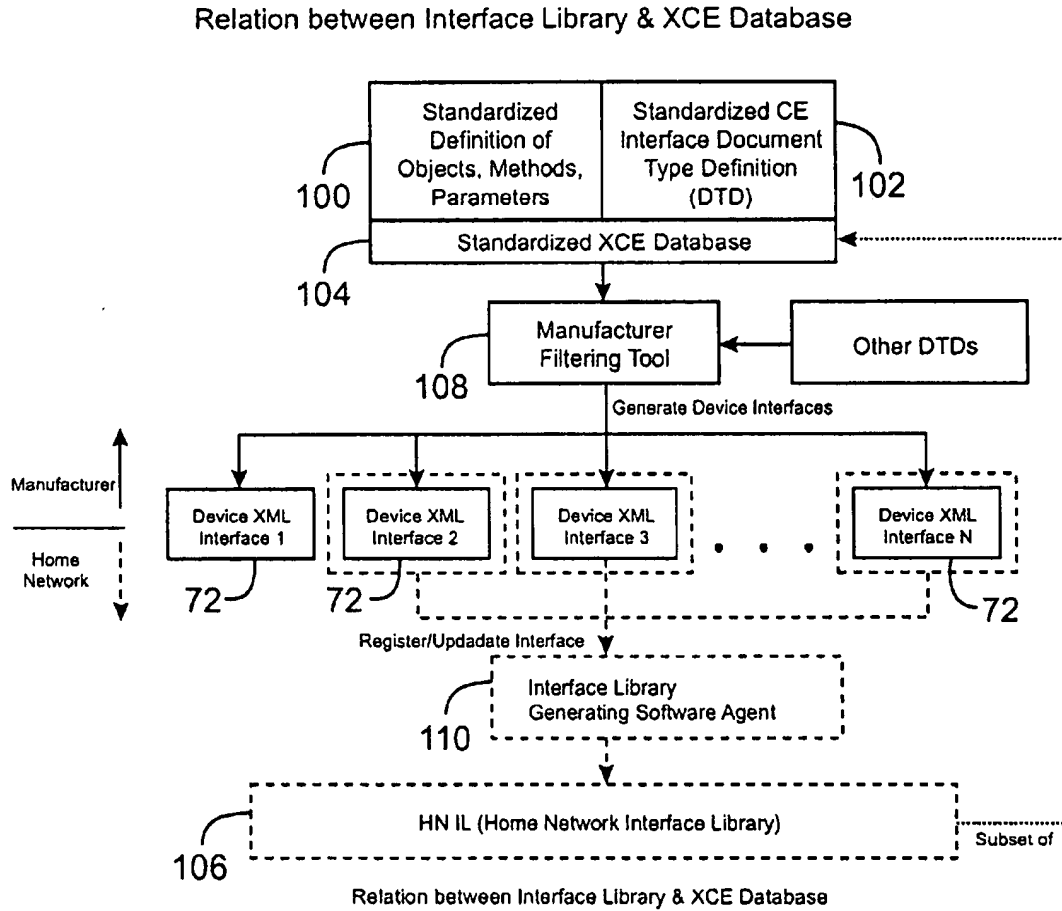 Relation between Interface Library & XCE Database
Standardized
Definition of
Objects, Methods,
Parameters
Standardized CE
Interface Document
Type Definition
(DTD)
100
102
Standardized XCE Database
104
Manufacturer
Filtering Tool
Other DTDs
108
Generate Device Interfaces
Manufacturer
Home
Network
Device XML
Interface 1
Device XML
Interface 2
Device XML
Interface 3
• • •
Device XML
Interface N
72
72
72
Register/Updadate Interface
Interface Library
Generating Software Agent
110
HN IL (Home Network Interface Library)
Subset of
106
Relation between Interface Library & XCE Database